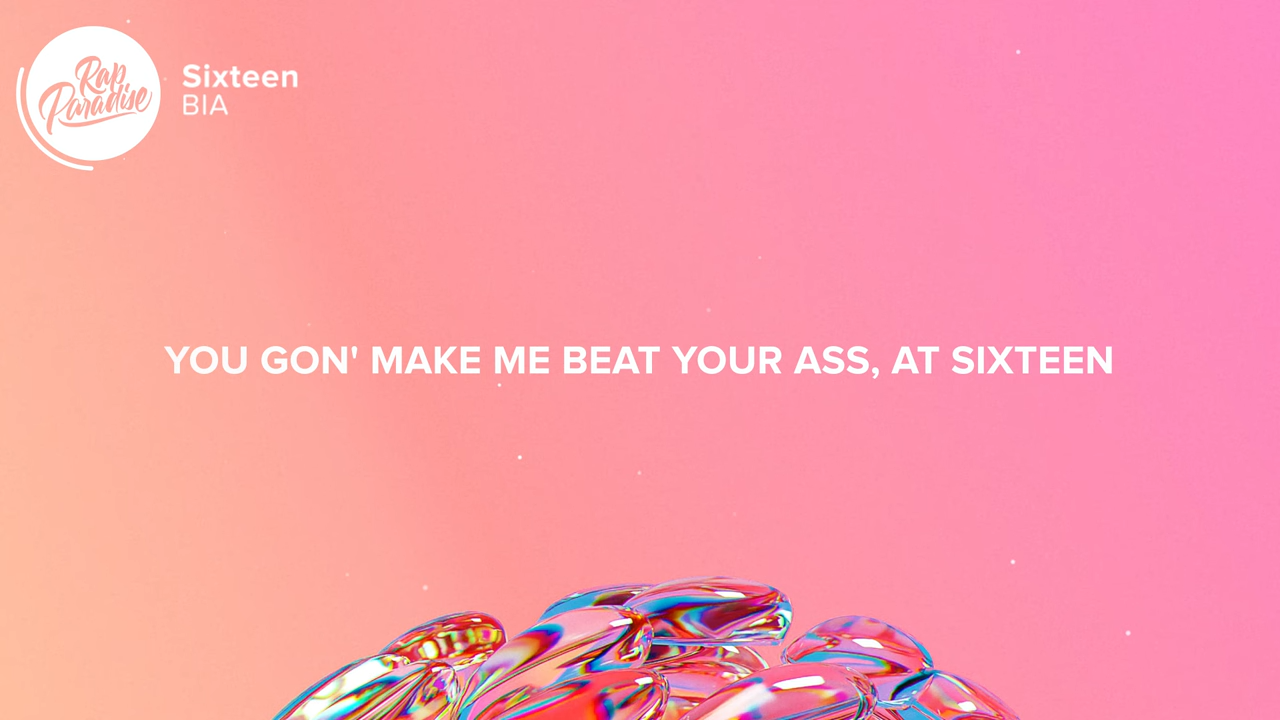 Rap
Paradise
Sixteen
BIA
YOU GON' MAKE ME BEAT YOUR ASS, AT SIXTEEN